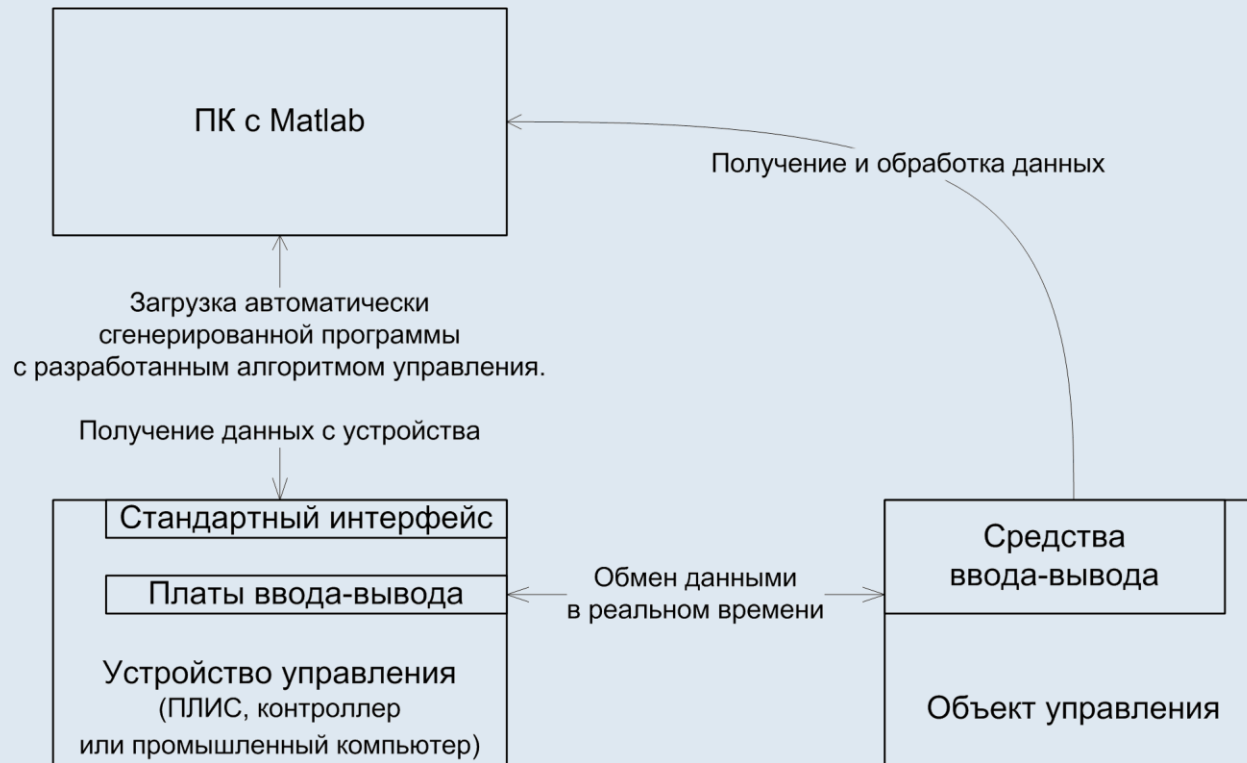 ПК с Matlab
Получение и обработка данных
Загрузка автоматически
сгенерированной программы
с разработанным алгоритмом управления.
Получение данных с устройства
Стандартный интерфейс
Платы ввода-вывода
Устройство управления
(ПЛИС, контроллер
или промышленный компьютер)
Обмен данными
в реальном времени
Средства
ввода-вывода
Объект управления